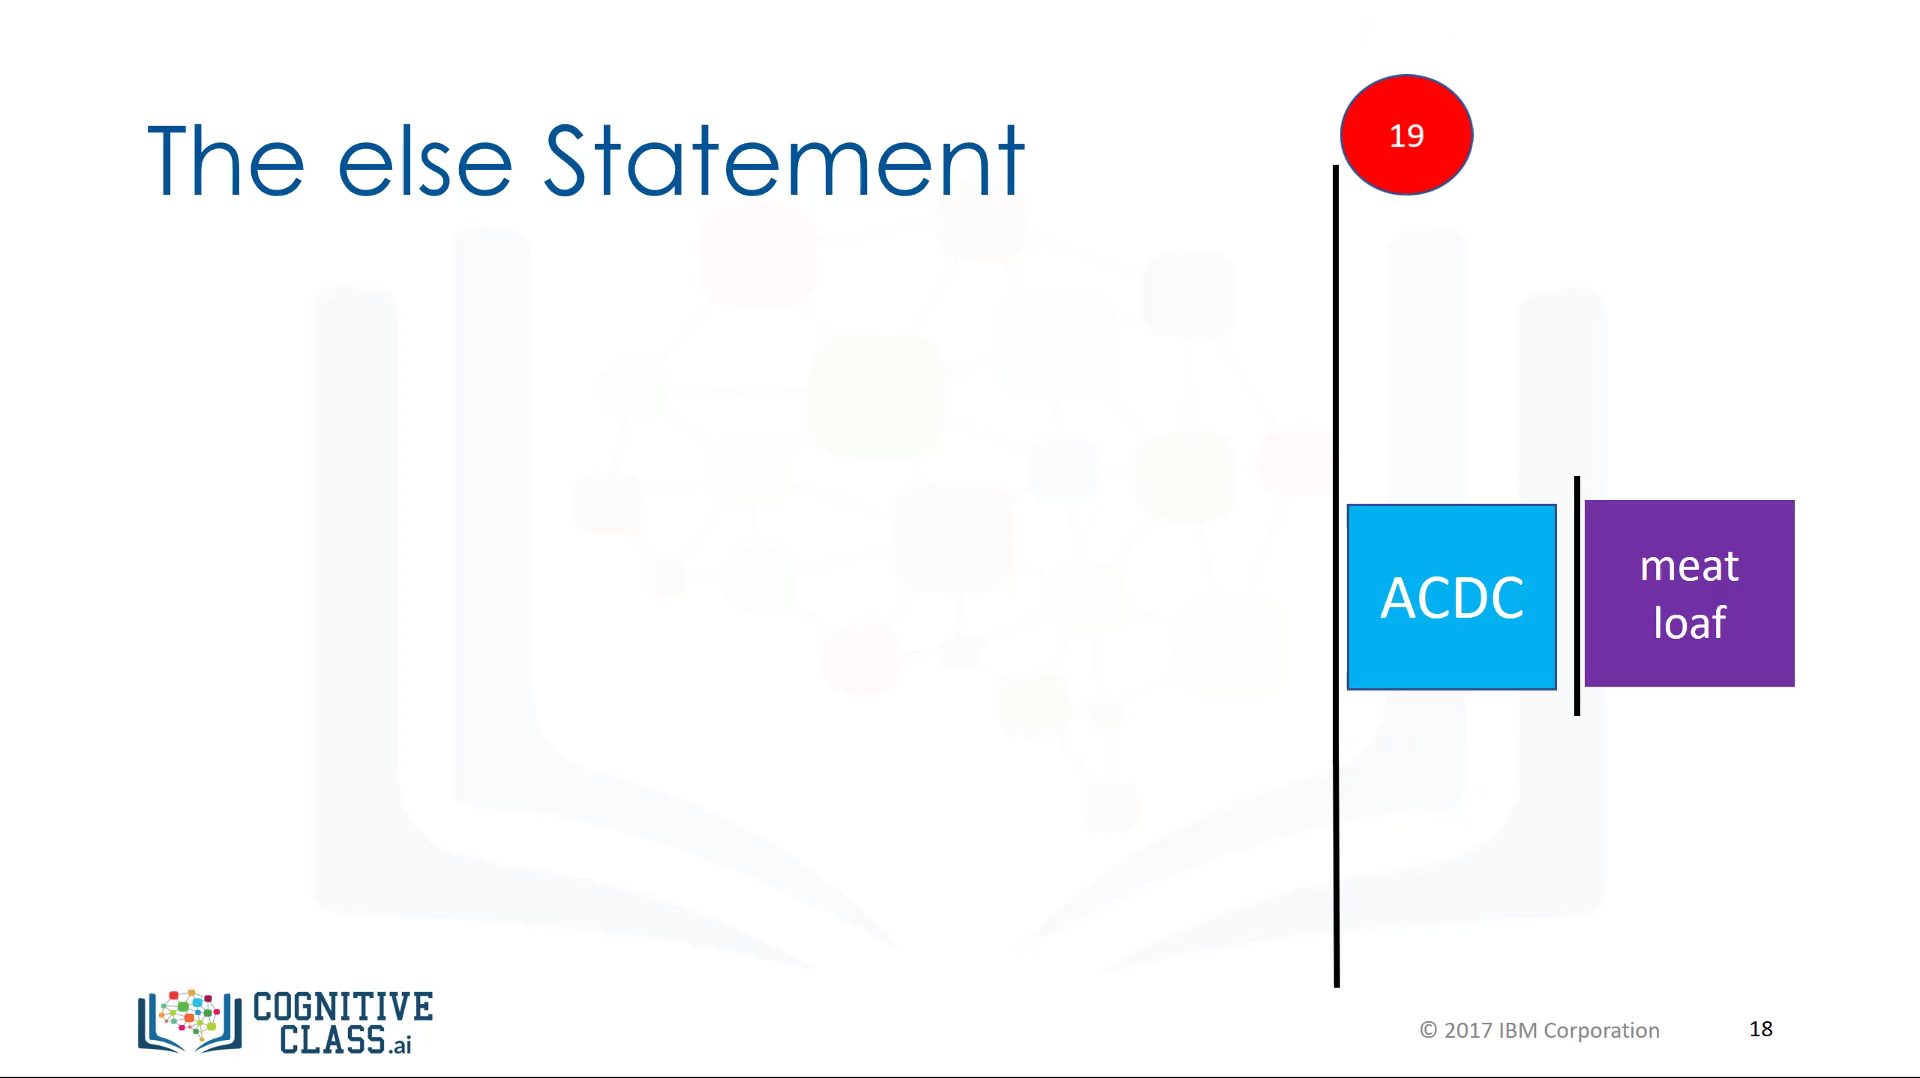 The else Statement
19
ACDC
meat
loaf
COGNITIVE
CLASS.ai
© 2017 IBM Corporation
18